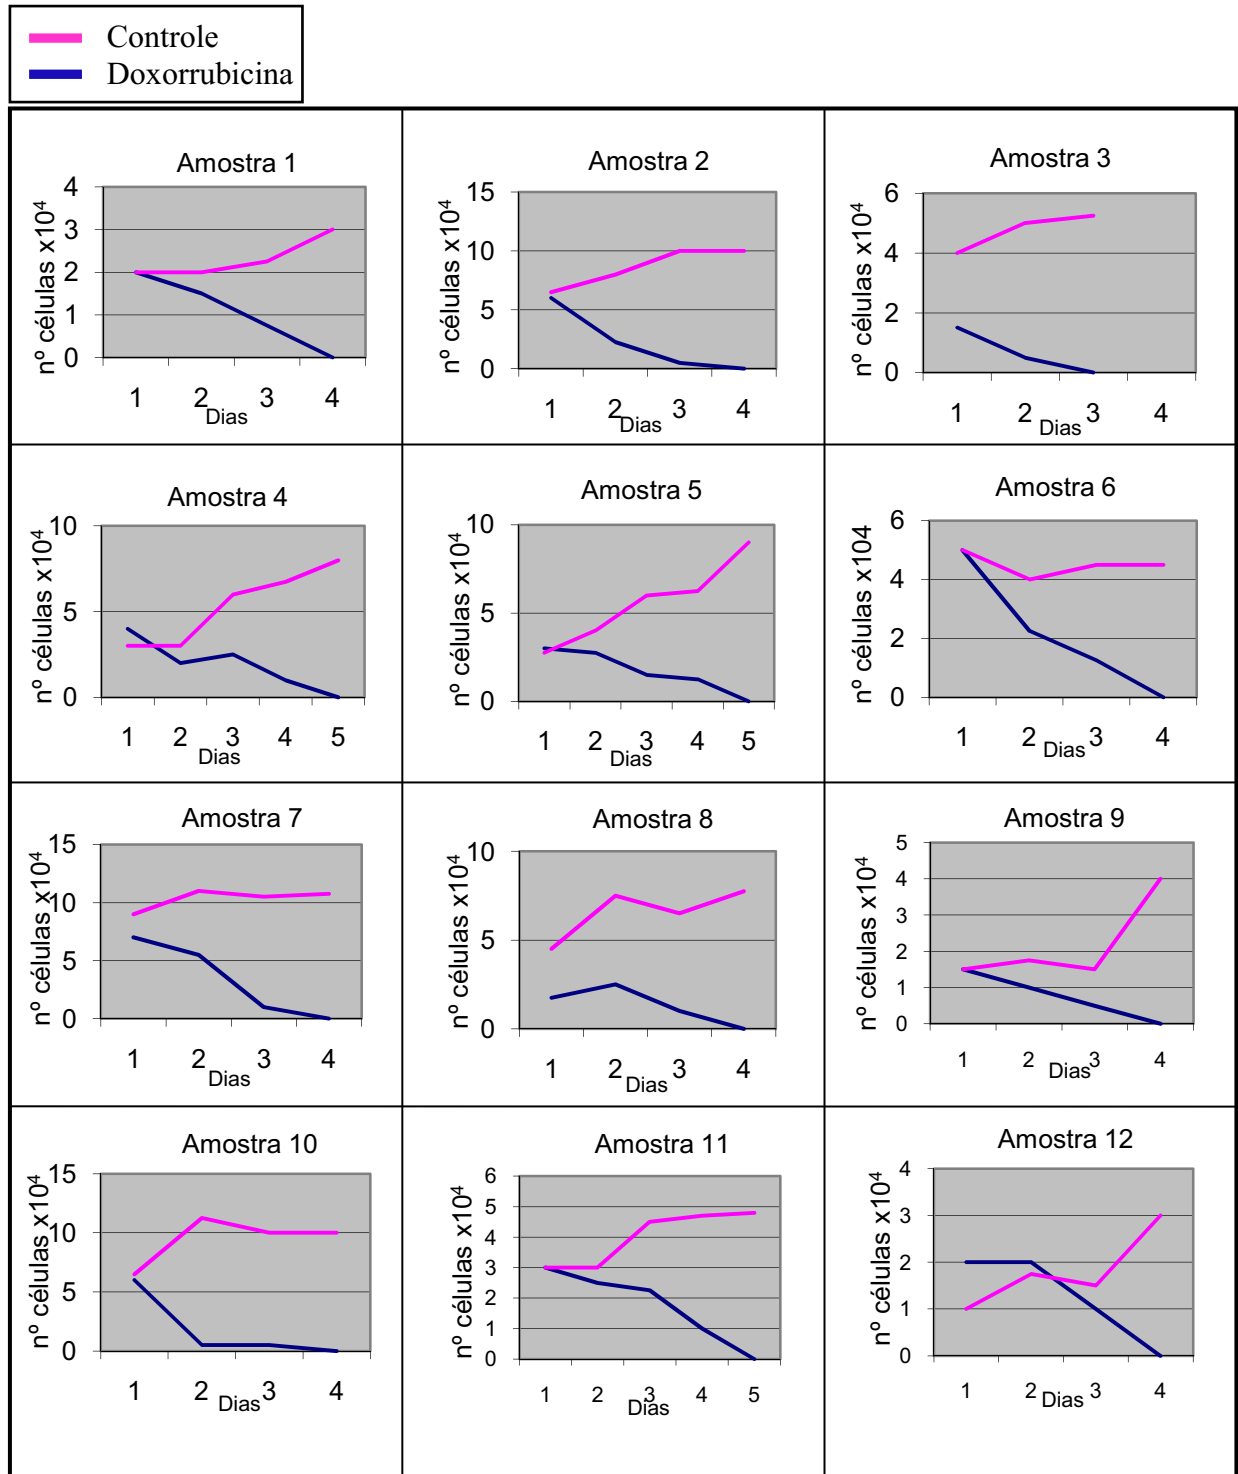 Controle
Doxorrubicina
Amostra 1
nº células x10⁴
4
3
2
1
0
1 2 3 4
Dias
Amostra 2
nº células x10⁴
15
10
5
0
1 2 3 4
Dias
Amostra 3
nº células x10⁴
6
4
2
0
1 2 3 4
Dias
Amostra 4
nº células x10⁴
10
5
0
1 2 3 4 5
Dias
Amostra 5
nº células x10⁴
10
5
0
1 2 3 4 5
Dias
Amostra 6
nº células x104
6
4
2
0
1 2 3 4
Dias
Amostra 7
nº células x10⁴
15
10
5
0
1 2 3 4
Dias
Amostra 8
nº células x10⁴
10
5
0
1 2 3 4
Dias
Amostra 9
nº células x10⁴
5
4
3
2
1
0
1 2 3 4
Dias
Amostra 10
nº células x10⁴
15
10
5
0
1 2 3 4
Dias
Amostra 11
nº células x10⁴
6
5
4
3
2
1
0
1 2 3 4 5
Dias
Amostra 12
nº células x10⁴
4
3
2
1
0
1 2 3 4
Dias